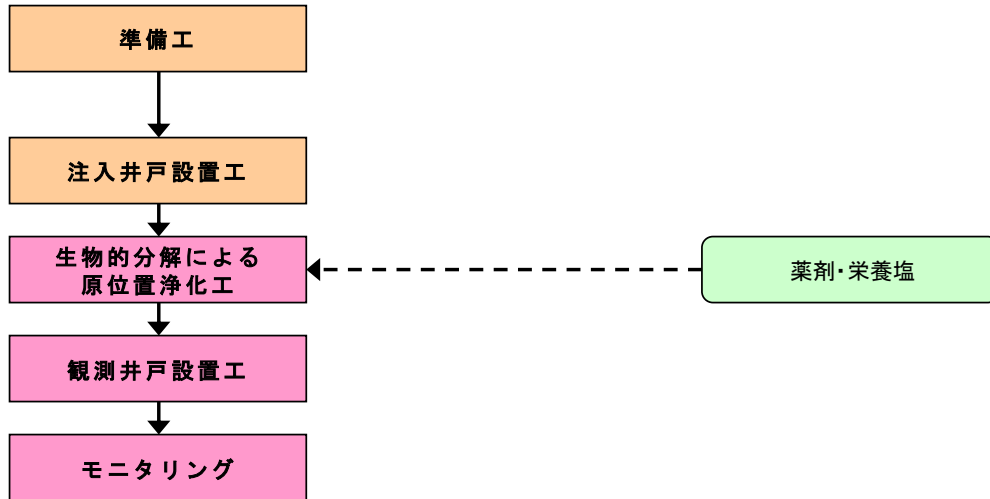 準備工
注入井戸設置工
生物的分解による
原位置浄化工
薬剤・栄養塩
観測井戸設置工
モニタリング